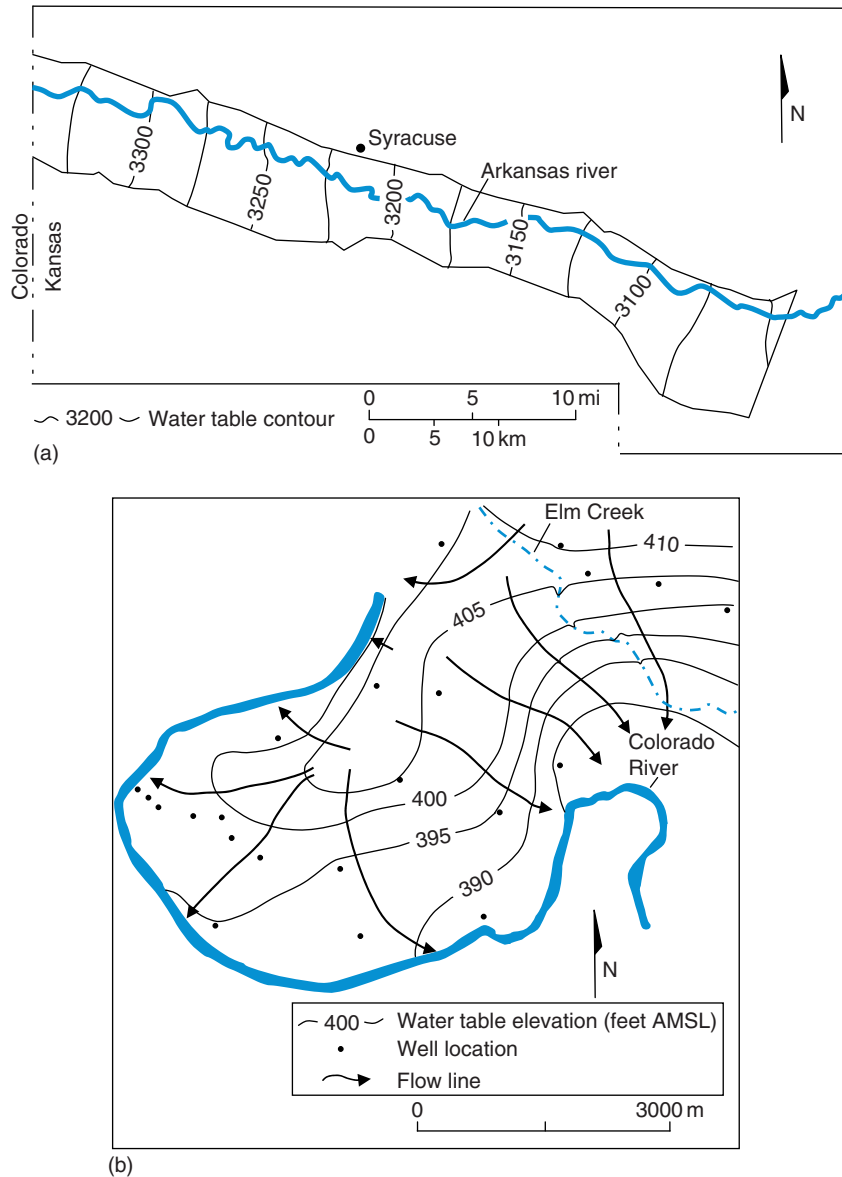 N
Syracuse
Arkansas river
3300
3250
3200
3150
3100
Colorado
Kansas
0 5 10 mi
0 5 10 km
3200 Water table contour
(a)
Elm Creek
410
405
Colorado
River
400
395
390
N
400 Water table elevation (feet AMSL)
Well location
Flow line
0 3000 m
(b)